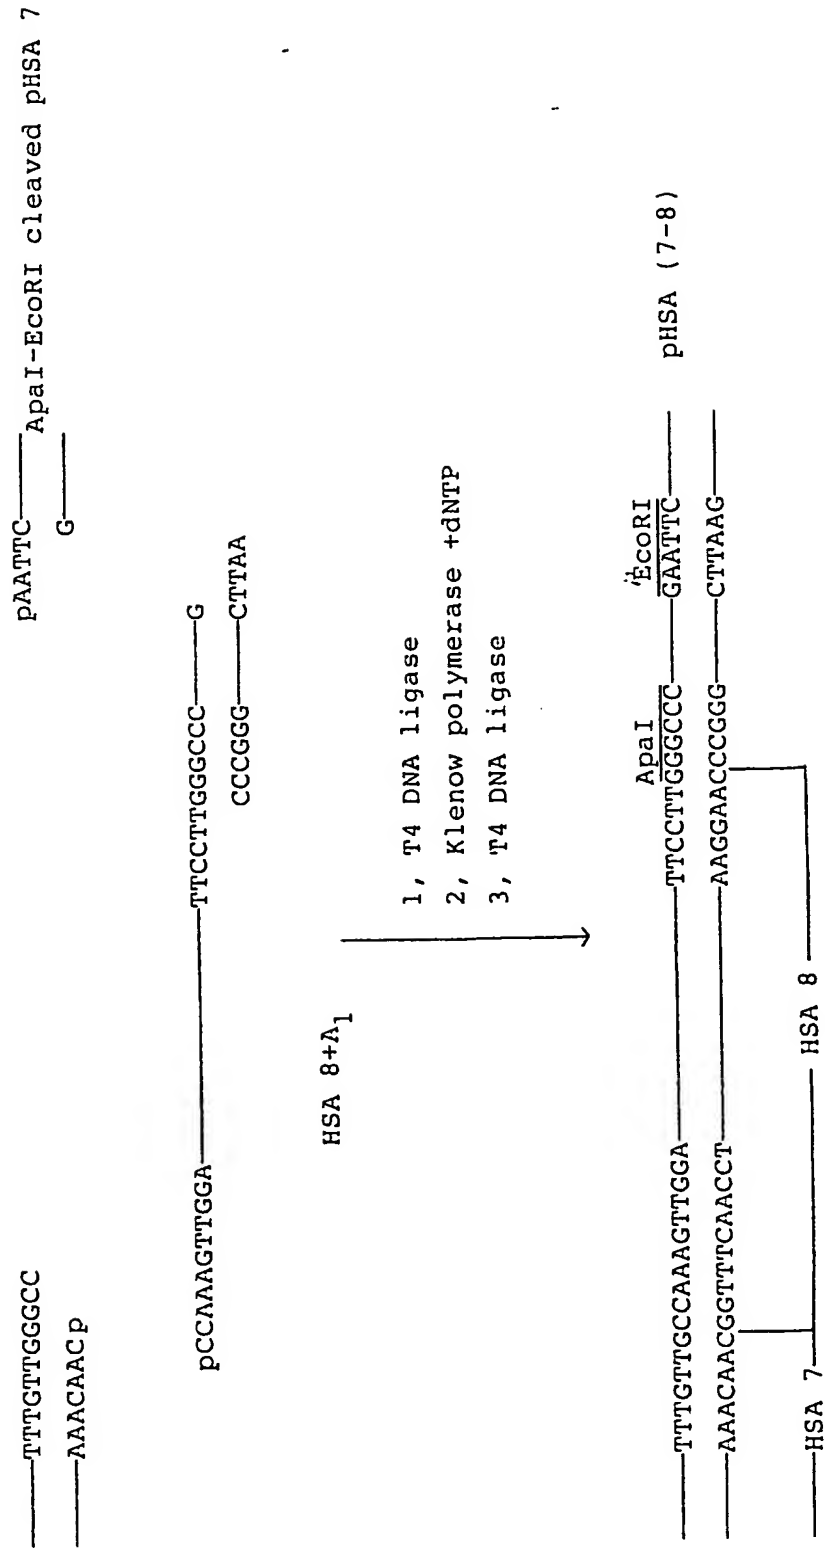 TTTGTTGGGCC pAATTC
ApaI-EcoRI cleaved pHSA 7
AAACAACp G
pCCAAAGTTGGA TTCCTTGGGCCC G
CCCGGG CTTAA
HSA 8+A1
1, T4 DNA ligase
2, Klenow polymerase +dNTP
3, T4 DNA ligase
ApaI EcoRI
TTTGTTGCCAAAGTTGGA TTCCTTGGGCCC GAATTC pHSA (7-8)
AAACAACGGTTTCAACCT AAGGAACCCGGG CTTAAG
HSA 7 HSA 8